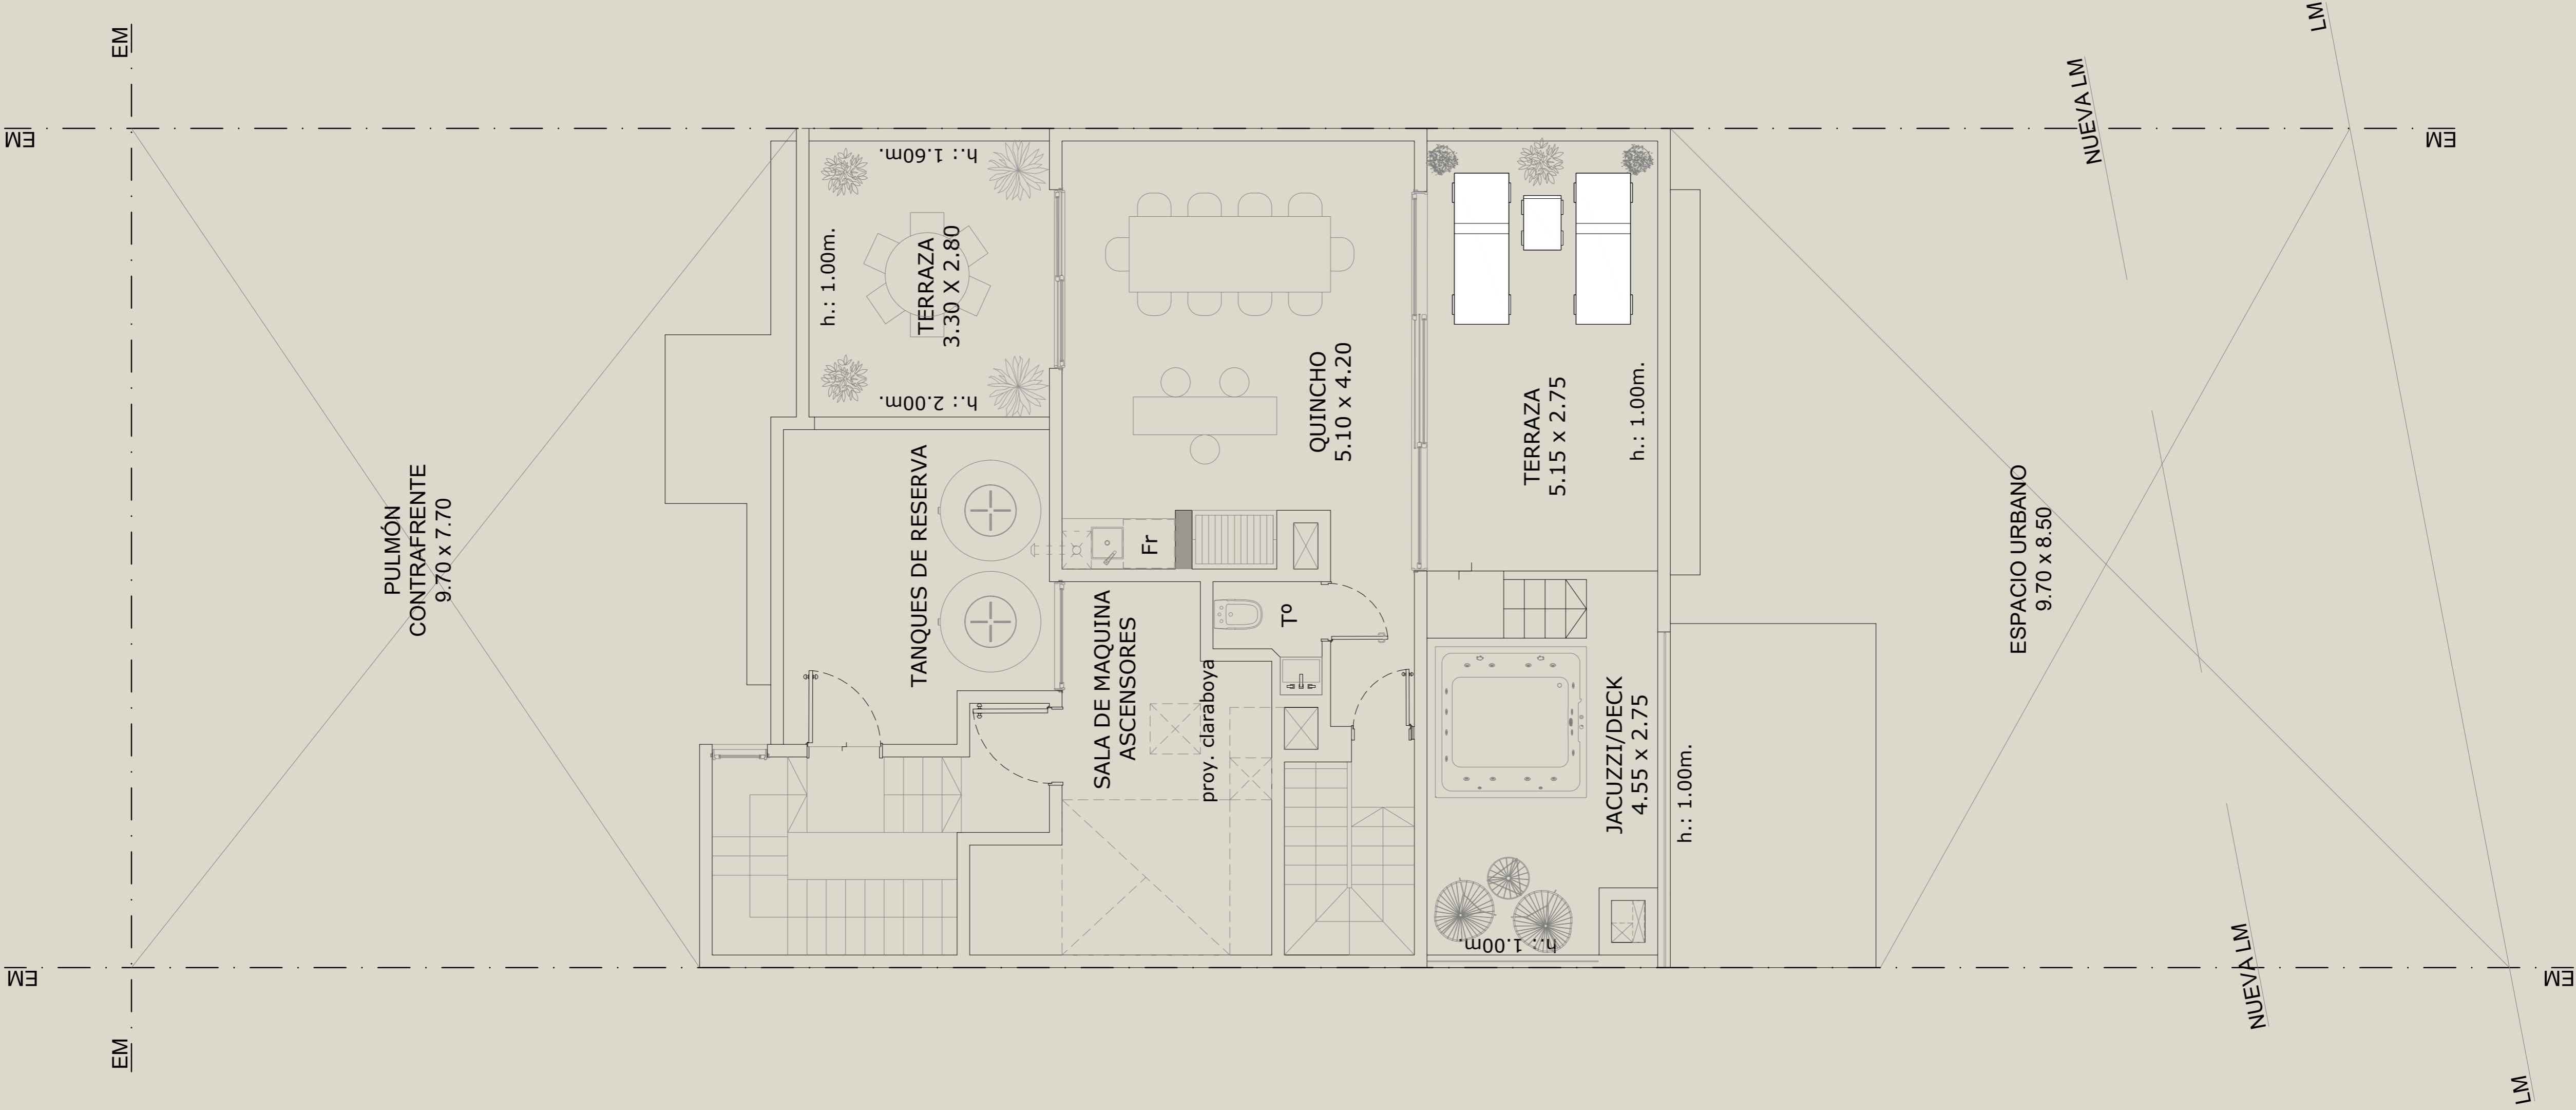 EM
EM
EM
EM
PULMÓN
CONTRAFRENTE
9.70 x 7.70
h.: 1.60m.
h.: 1.00m.
TERRAZA
3.30 X 2.80
h.: 2.00m.
TANQUES DE RESERVA
SALA DE MAQUINA
ASCENSORES
proy. claraboya
Fr
To
QUINCHO
5.10 x 4.20
TERRAZA
5.15 x 2.75
h.: 1.00m.
JACUZZI/DECK
4.55 x 2.75
h.: 1.00m.
h.: 1.00m.
ESPACIO URBANO
9.70 x 8.50
NUEVA LM
NUEVA LM
LM
LM
EM
EM